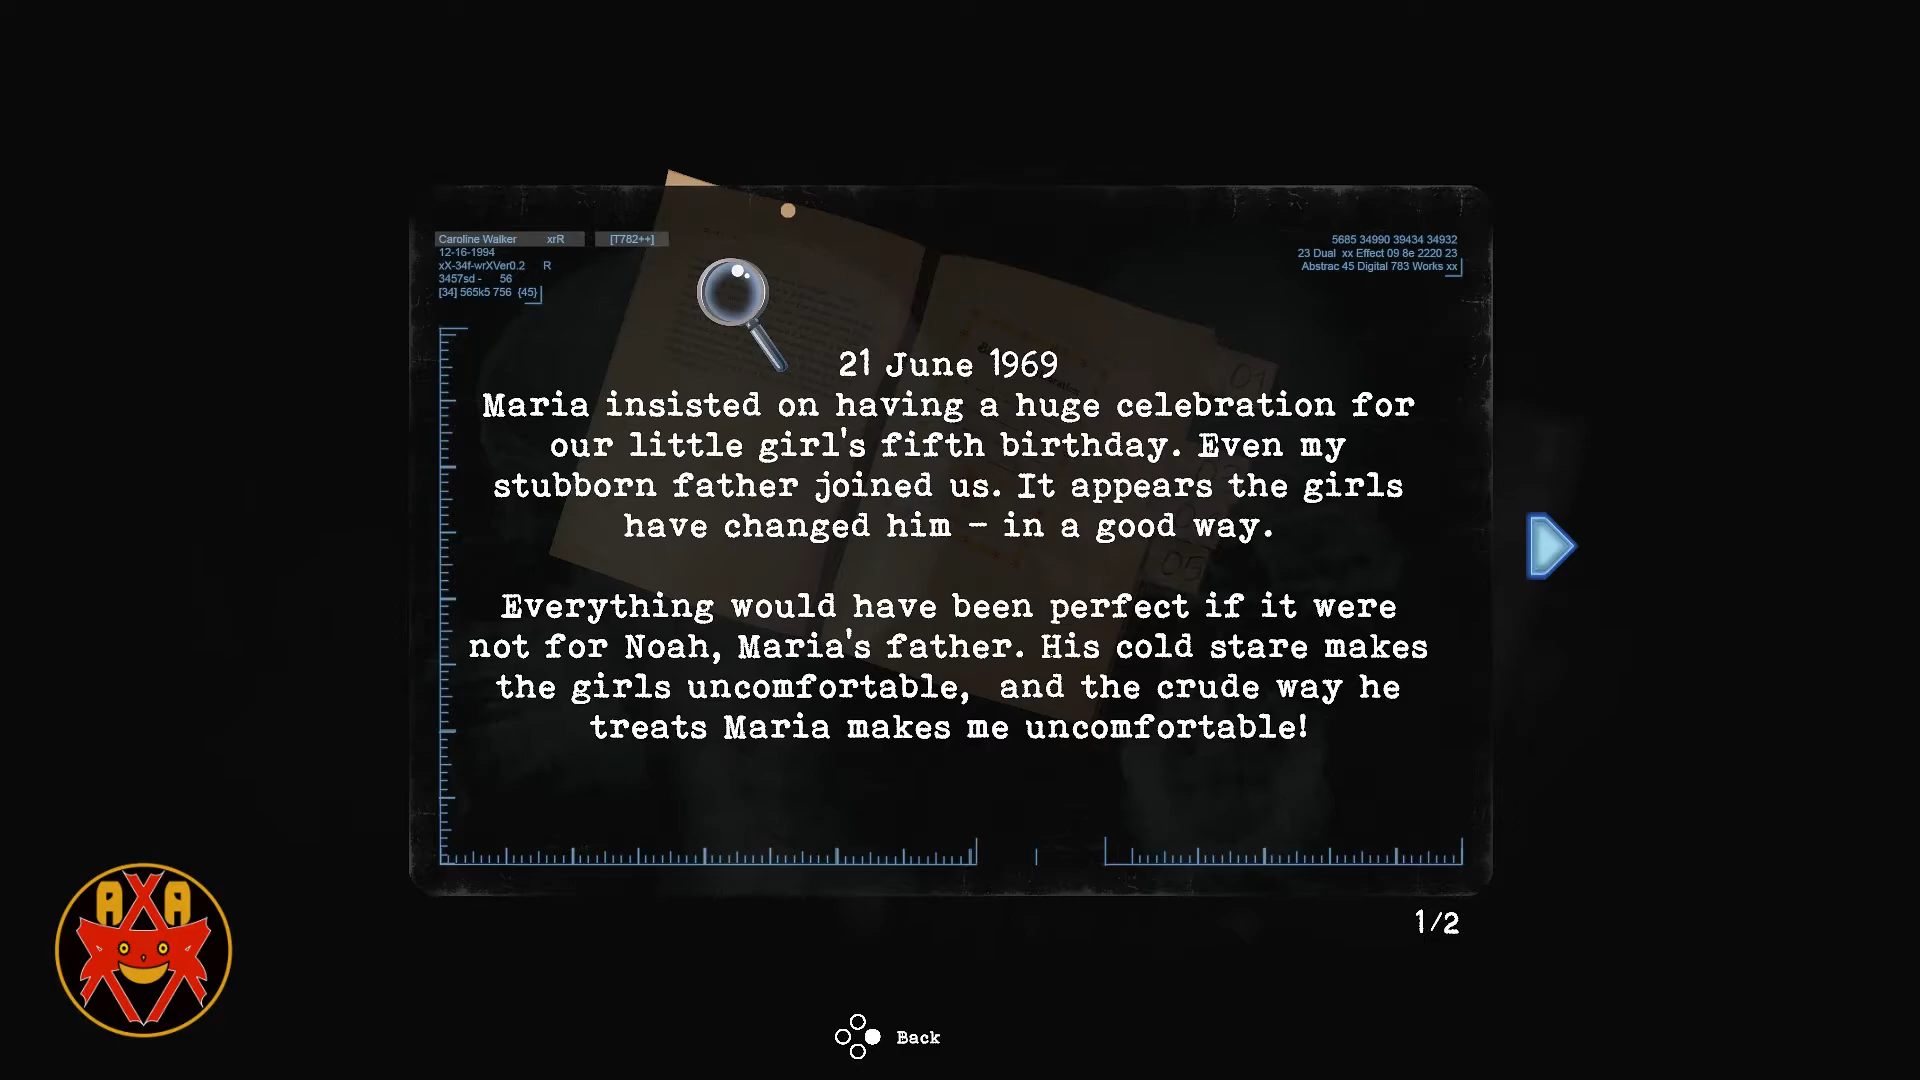 Caroline Walker xrR [T782++]
12-16-1994
xX-34f-wrXVer0.2 R
3457sd - 56
[34] 565k5 756 {45}
5685 34990 39434 34932
23 Dual xx Effect 09 8e 2220 23
Abstrac 45 Digital 783 Works xx
21 June 1969
Maria insisted on having a huge celebration for
our little girl's fifth birthday. Even my
stubborn father joined us. It appears the girls
have changed him - in a good way.
Everything would have been perfect if it were
not for Noah, Maria's father. His cold stare makes
the girls uncomfortable, and the crude way he
treats Maria makes me uncomfortable!
01
05
1/2
AXA
Back